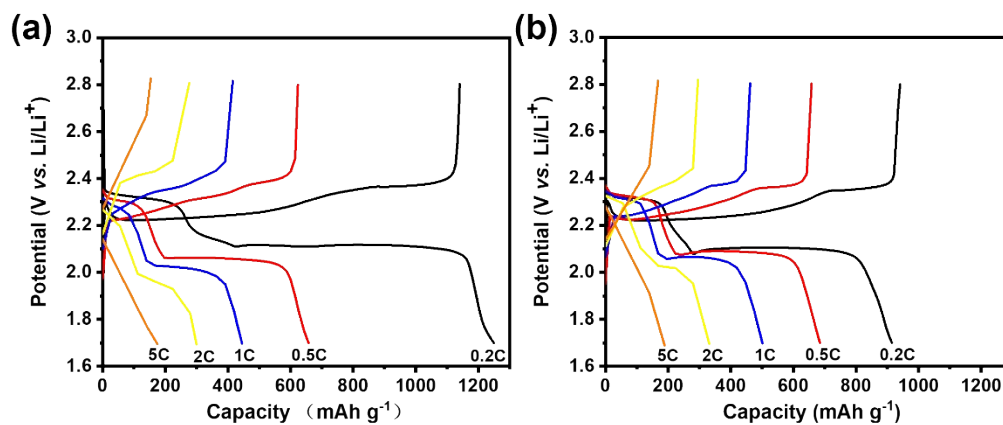 (a)
3.0
2.8
2.6
2.4
2.2
2.0
1.8
1.6
Potential (V vs. Li/Li⁺)
5C 2C 1C 0.5C 0.2C
0 200 400 600 800 1000 1200
Capacity （mAh g⁻¹）
(b)
3.0
2.8
2.6
2.4
2.2
2.0
1.8
1.6
Potential (V vs. Li/Li⁺)
5C 2C 1C 0.5C 0.2C
0 200 400 600 800 1000 1200
Capacity (mAh g⁻¹)